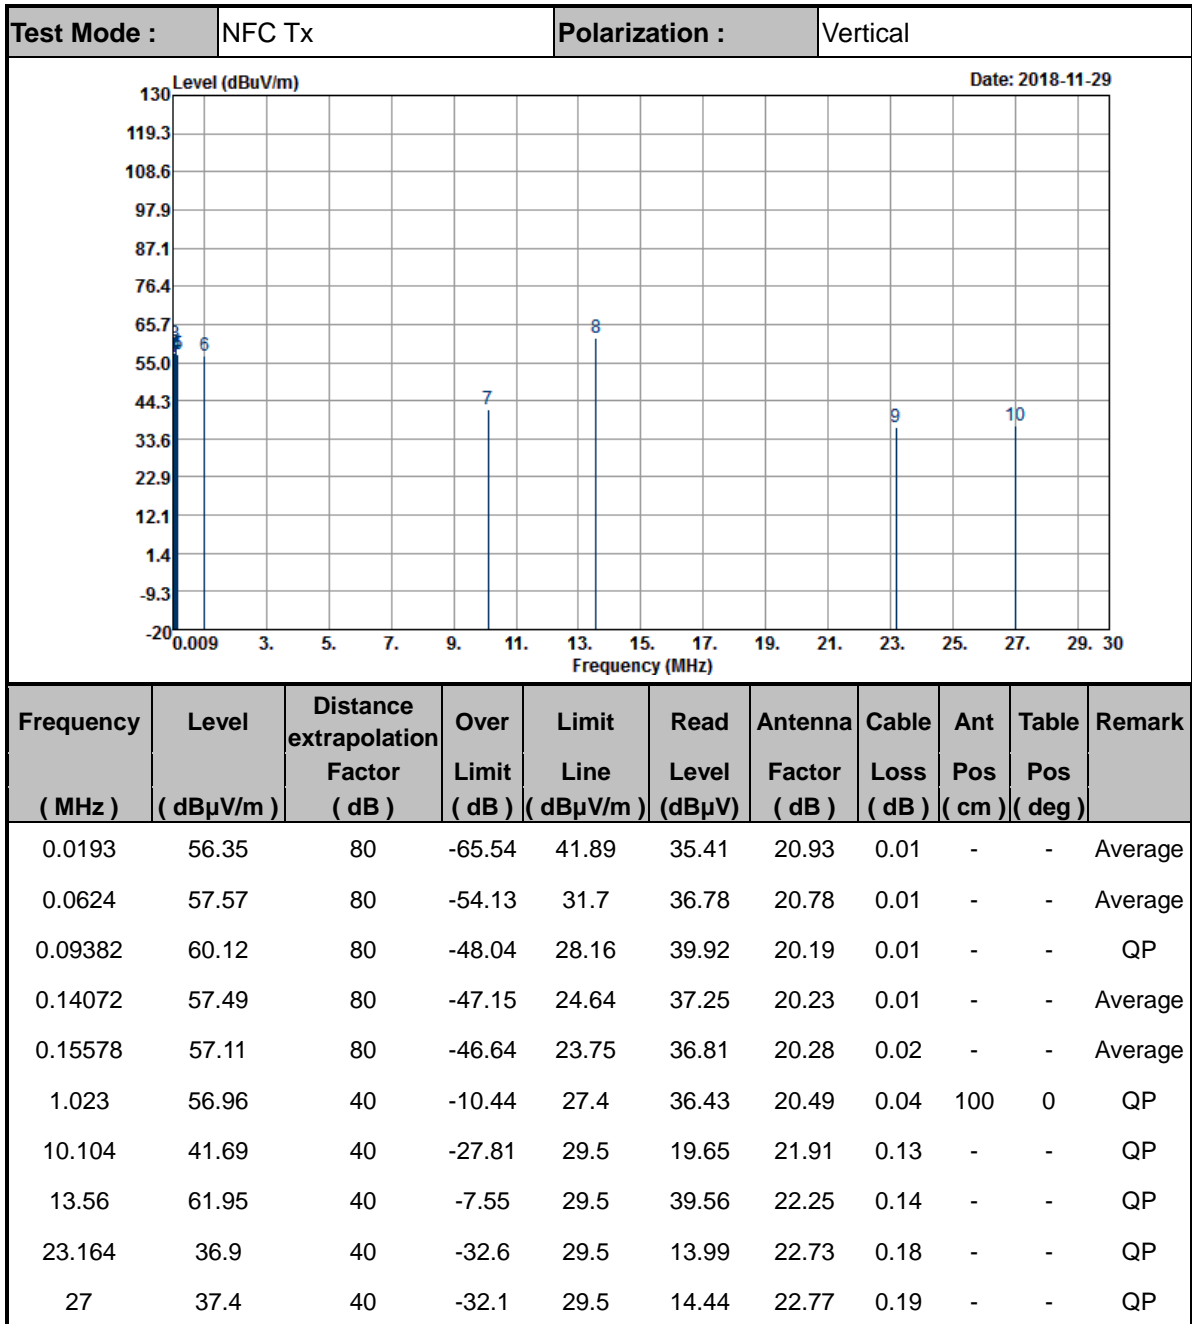 Test Mode : NFC Tx Polarization : Vertical
Level (dBuV/m) Date: 2018-11-29
130
119.3
108.6
97.9
87.1
76.4
65.7
55.0
44.3
33.6
22.9
12.1
1.4
-9.3
-20
6
7
8
9
10
0.009 3. 5. 7. 9. 11. 13. 15. 17. 19. 21. 23. 25. 27. 29. 30
Frequency (MHz)
Frequency Level Distance extrapolation Over Limit Read Antenna Cable Ant Table Remark
Factor Limit Line Level Factor Loss Pos Pos
( MHz ) ( dBµV/m ) ( dB ) ( dB ) ( dBµV/m ) (dBµV) ( dB ) ( dB ) ( cm ) ( deg )
0.0193 56.35 80 -65.54 41.89 35.41 20.93 0.01 - - Average
0.0624 57.57 80 -54.13 31.7 36.78 20.78 0.01 - - Average
0.09382 60.12 80 -48.04 28.16 39.92 20.19 0.01 - - QP
0.14072 57.49 80 -47.15 24.64 37.25 20.23 0.01 - - Average
0.15578 57.11 80 -46.64 23.75 36.81 20.28 0.02 - - Average
1.023 56.96 40 -10.44 27.4 36.43 20.49 0.04 100 0 QP
10.104 41.69 40 -27.81 29.5 19.65 21.91 0.13 - - QP
13.56 61.95 40 -7.55 29.5 39.56 22.25 0.14 - - QP
23.164 36.9 40 -32.6 29.5 13.99 22.73 0.18 - - QP
27 37.4 40 -32.1 29.5 14.44 22.77 0.19 - - QP